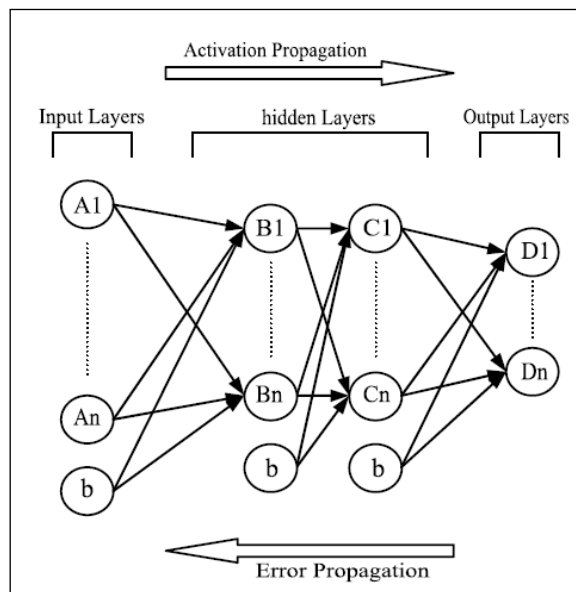 Activation Propagation
Input Layers hidden Layers Output Layers
A1 B1 C1 D1
An Bn Cn Dn
b b b
Error Propagation